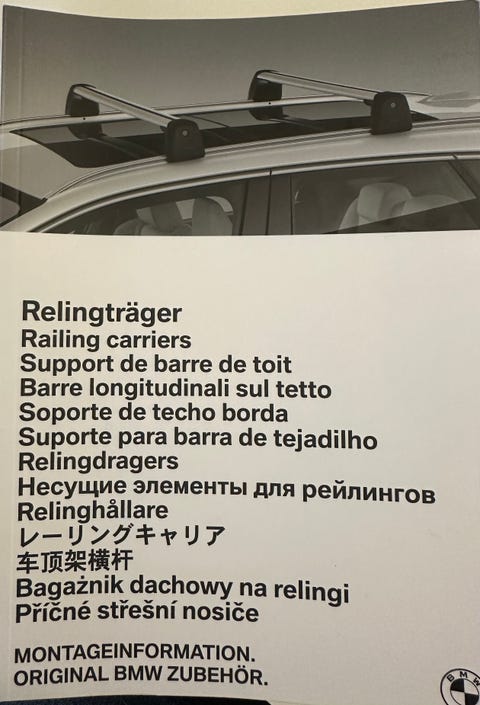 Relingträger
Railing carriers
Support de barre de toit
Barre longitudinali sul tetto
Soporte de techo borda
Suporte para barra de tejadilho
Relingdragers
Несущие элементы для рейлингов
Relinghållare
レーリングキャリア
车顶架横杆
Bagażnik dachowy na relingi
Příčné střešní nosiče
MONTAGEINFORMATION.
ORIGINAL BMW ZUBEHÖR.
BMW